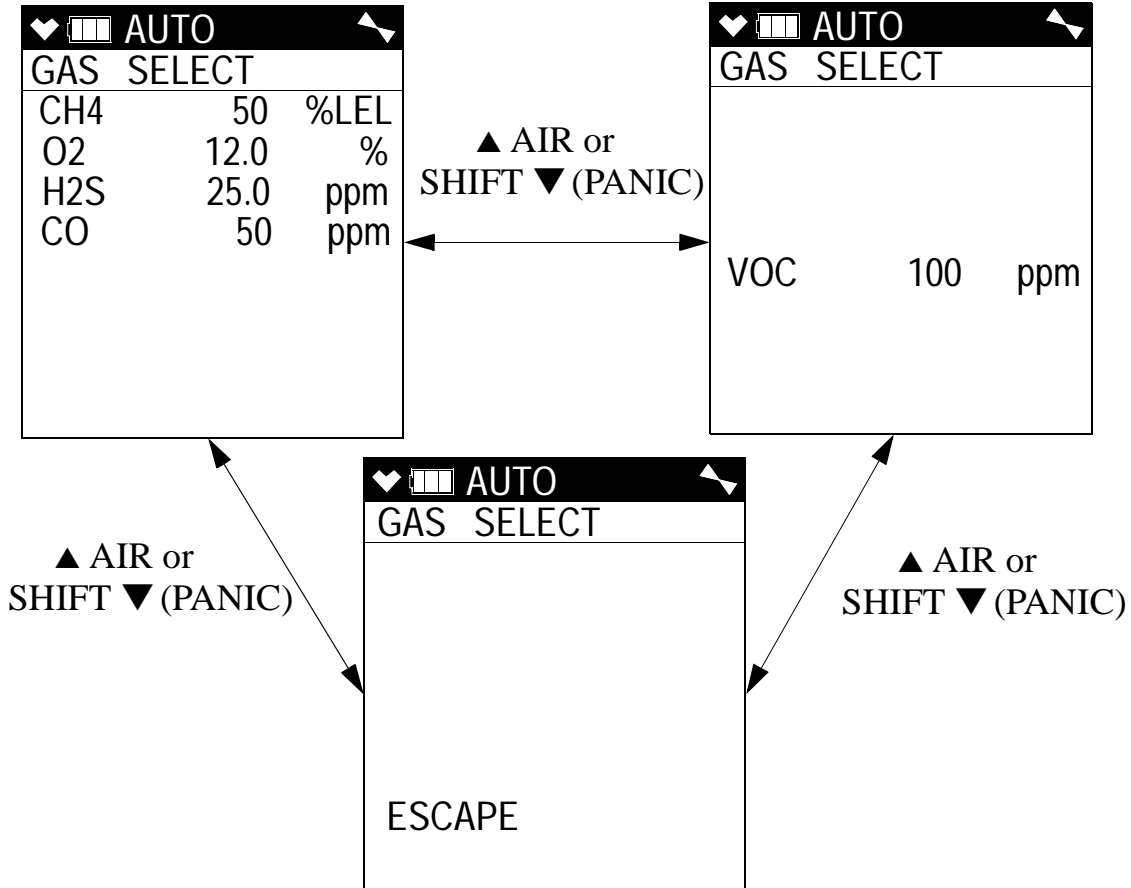 AUTO
GAS SELECT
CH4 50 %LEL
O2 12.0 %
H2S 25.0 ppm
CO 50 ppm
▲ AIR or
SHIFT ▼ (PANIC)
AUTO
GAS SELECT
VOC 100 ppm
▲ AIR or
SHIFT ▼ (PANIC)
AUTO
GAS SELECT
ESCAPE
▲ AIR or
SHIFT ▼ (PANIC)